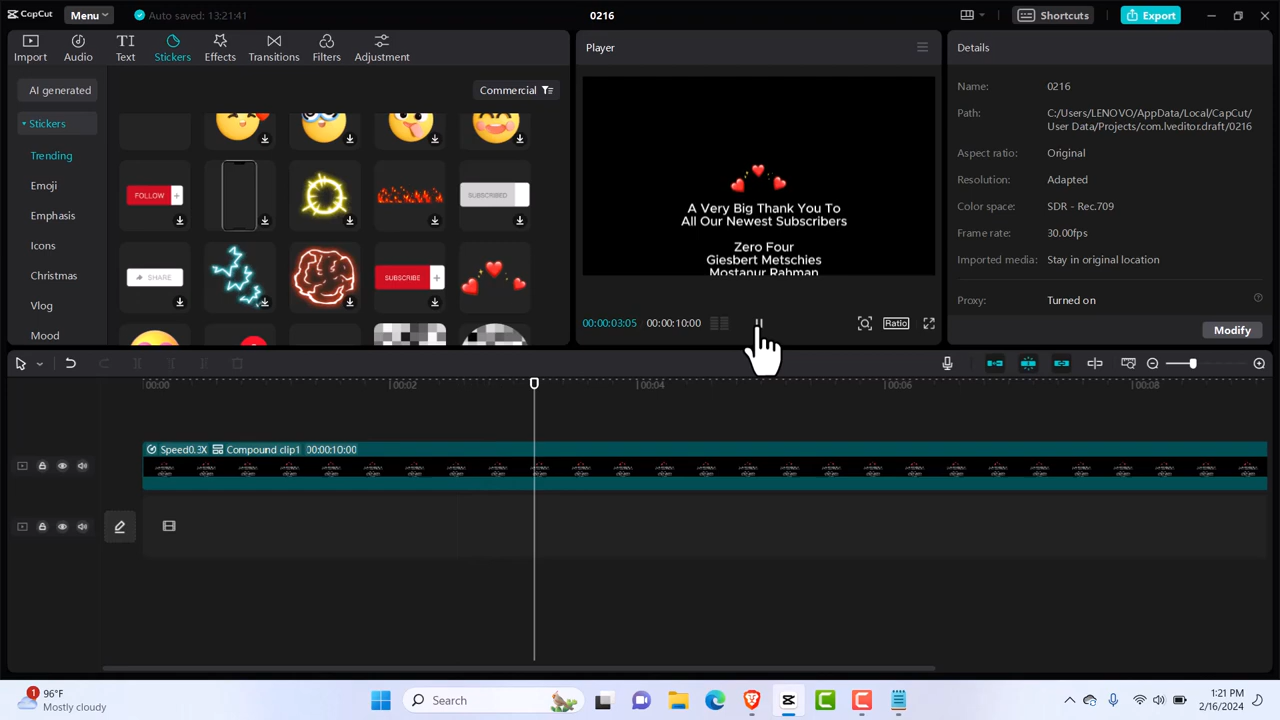 CapCut
Menu
Auto saved: 13:21:41
0216
Shortcuts
Export
Import
Audio
Text
Stickers
Effects
Transitions
Filters
Adjustment
AI generated
Stickers
Trending
Emoji
Emphasis
Icons
Christmas
Vlog
Mood
Commercial
FOLLOW +
SUBSCRIBED
SHARE
SUBSCRIBE +
Player
A Very Big Thank You To
All Our Newest Subscribers
Zero Four
Giesbert Metschies
Mostanur Rahman
00:00:03:05
00:00:10:00
Ratio
Details
Name: 0216
Path: C:/Users/LENOVO/AppData/Local/CapCut/
User Data/Projects/com.lveditor.draft/0216
Aspect ratio: Original
Resolution: Adapted
Color space: SDR - Rec.709
Frame rate: 30.00fps
Imported media: Stay in original location
Proxy: Turned on
Modify
00:00
00:02
00:04
00:06
00:08
Speed0.3X Compound clip1 00:00:10:00
1
96°F
Mostly cloudy
Search
1:21 PM
2/16/2024